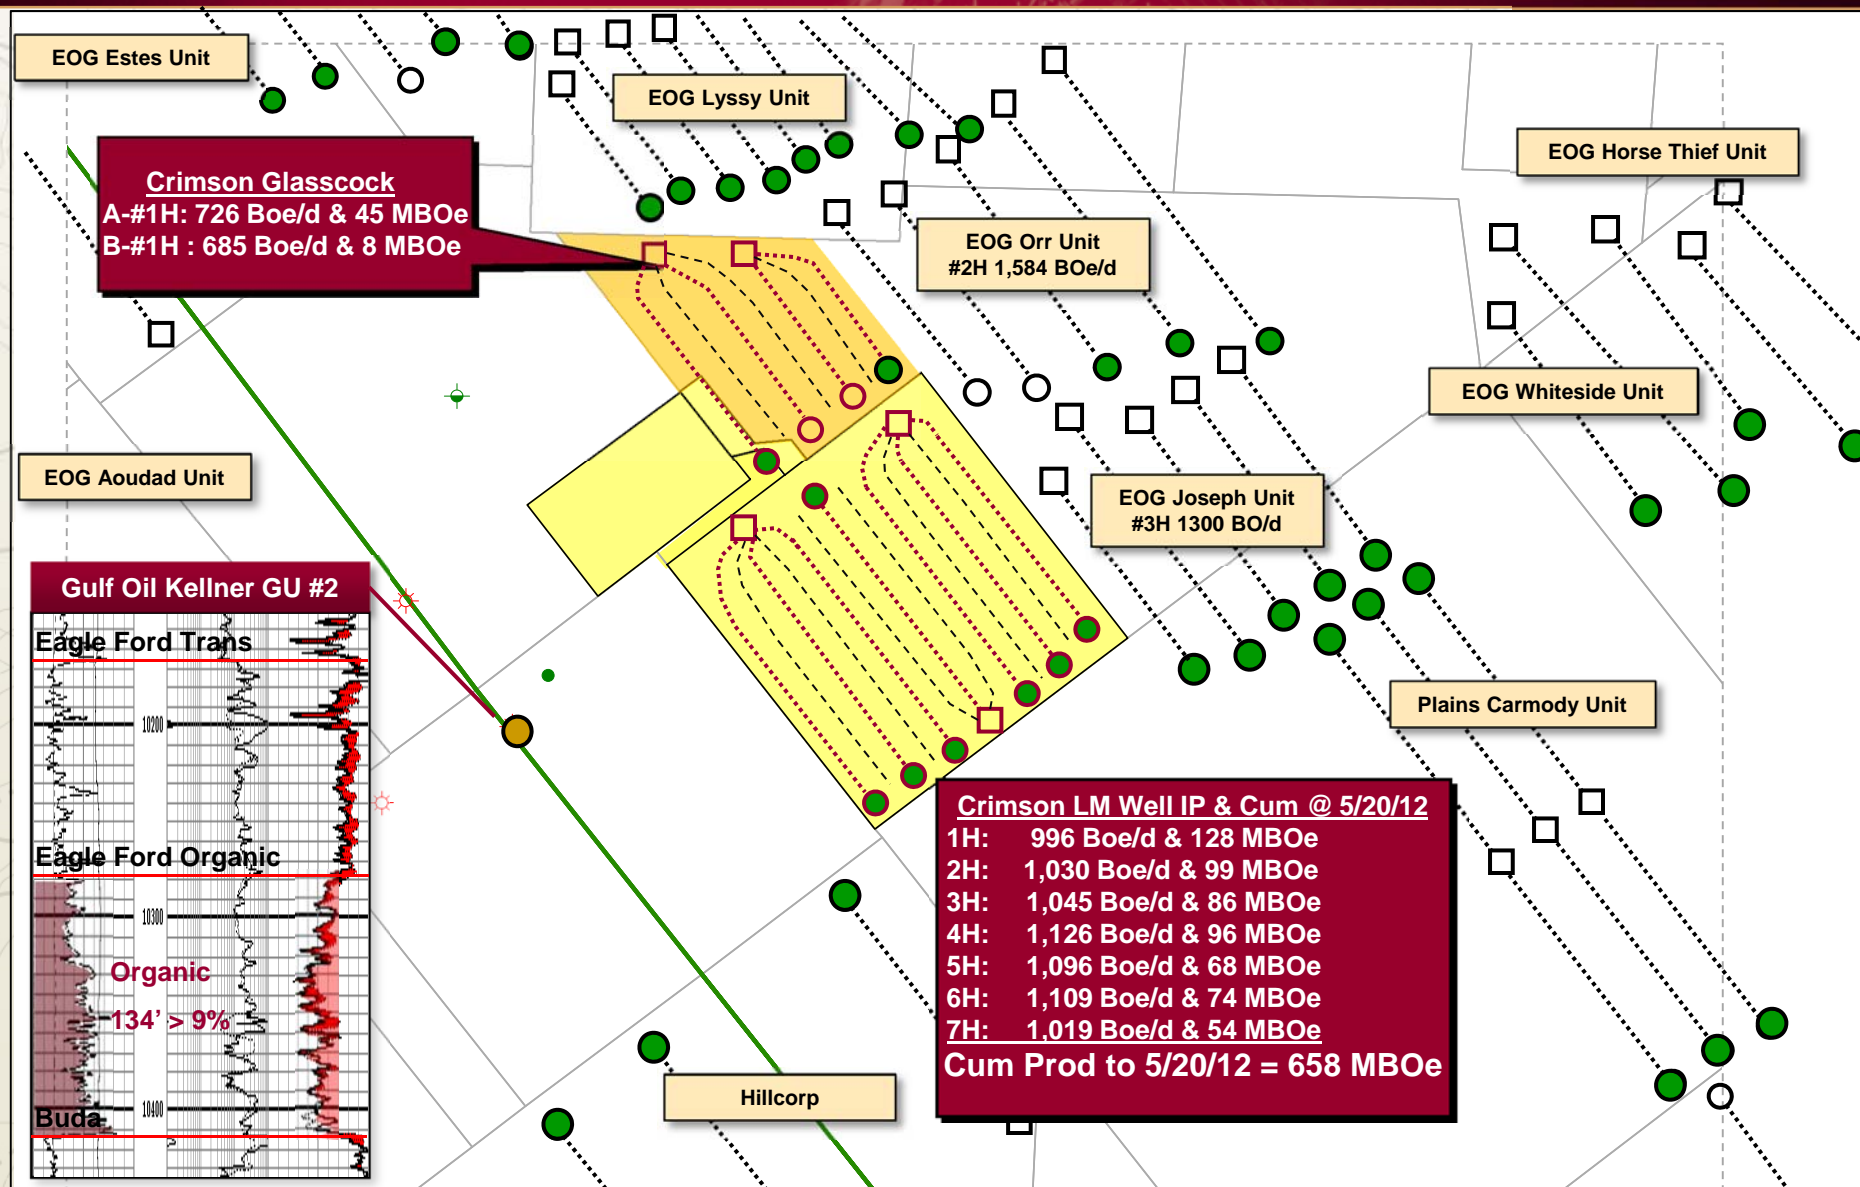 EOG Estes Unit
EOG Lyssy Unit
EOG Horse Thief Unit
Crimson Glasscock
A-#1H: 726 Boe/d & 45 MBOe
B-#1H : 685 Boe/d & 8 MBOe
EOG Orr Unit
#2H 1,584 BOe/d
EOG Whiteside Unit
EOG Aoudad Unit
EOG Joseph Unit
#3H 1300 BO/d
Gulf Oil Kellner GU #2
Eagle Ford Trans
10200
Eagle Ford Organic
10300
Organic
134’ > 9%
10400
Buda
Plains Carmody Unit
Crimson LM Well IP & Cum @ 5/20/12
1H: 996 Boe/d & 128 MBOe
2H: 1,030 Boe/d & 99 MBOe
3H: 1,045 Boe/d & 86 MBOe
4H: 1,126 Boe/d & 96 MBOe
5H: 1,096 Boe/d & 68 MBOe
6H: 1,109 Boe/d & 74 MBOe
7H: 1,019 Boe/d & 54 MBOe
Cum Prod to 5/20/12 = 658 MBOe
Hillcorp